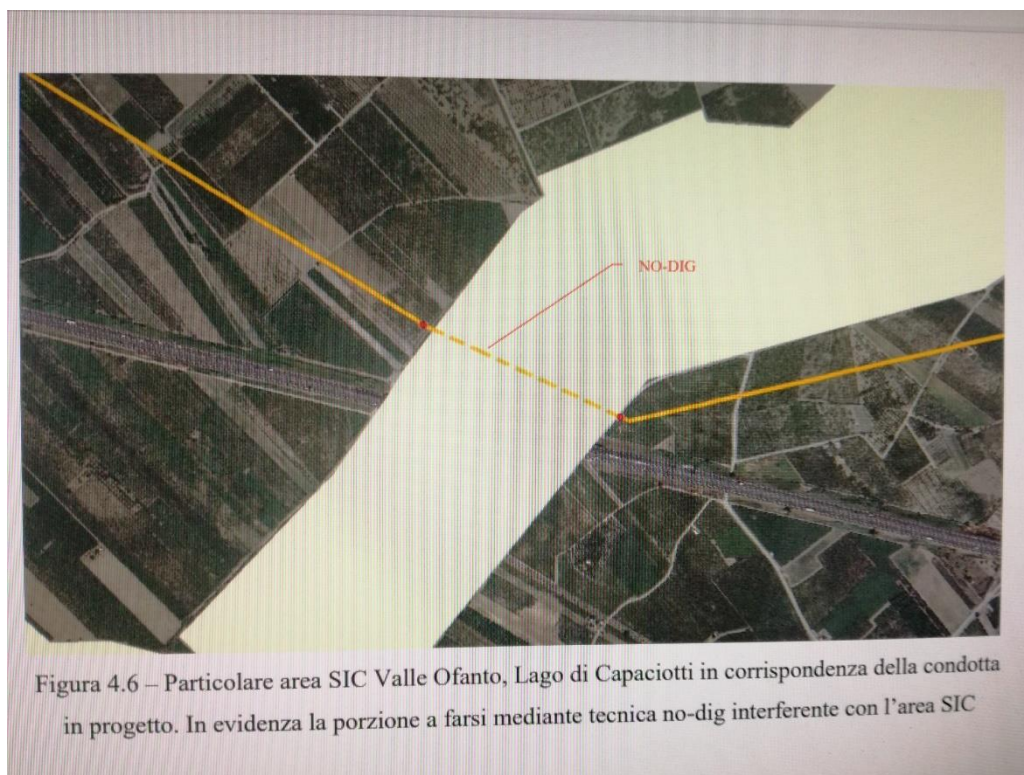 NO-DIG
Figura 4.6 – Particolare area SIC Valle Ofanto, Lago di Capaciotti in corrispondenza della condotta
in progetto. In evidenza la porzione a farsi mediante tecnica no-dig interferente con l'area SIC